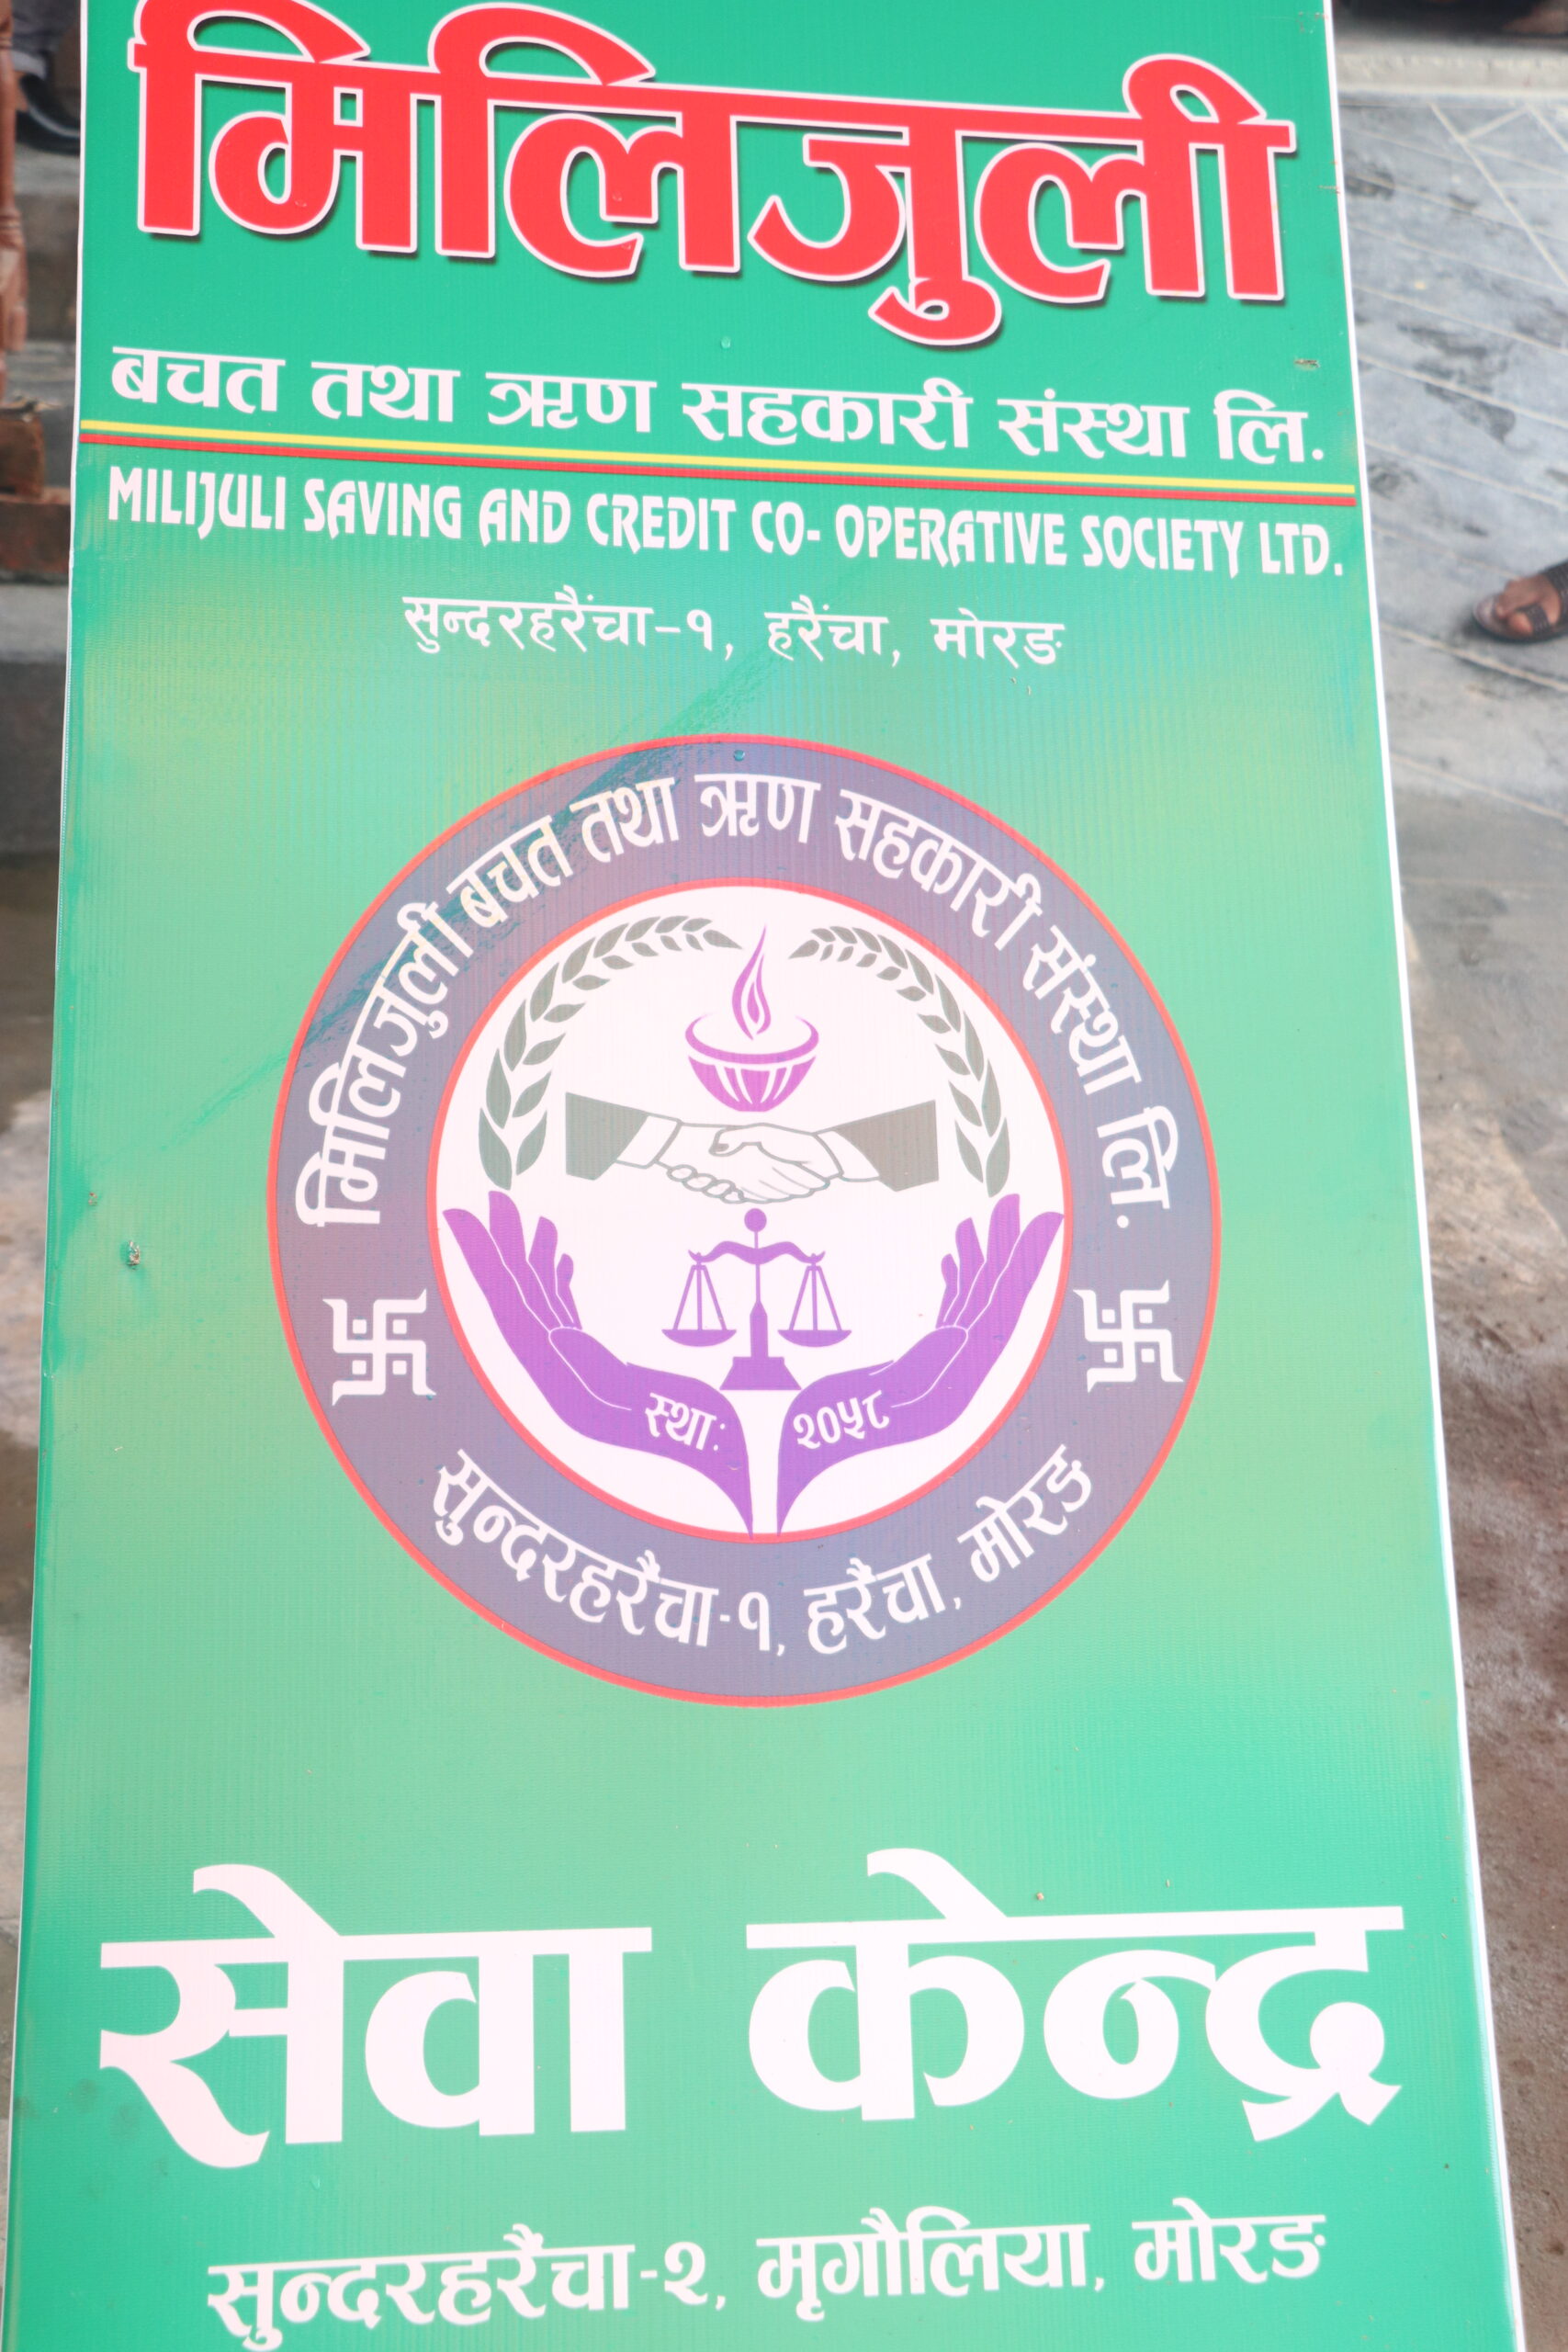 मिलिजुली
बचत तथा ऋण सहकारी संस्था लि.
MILIJULI SAVING AND CREDIT CO- OPERATIVE SOCIETY LTD.
सुन्दरहरैंचा-१, हरैंचा, मोरङ
मिलिजुली बचत तथा ऋण सहकारी संस्था लि.
स्था: २०५८
सुन्दरहरैंचा-१, हरैंचा, मोरङ
सेवा केन्द्र
सुन्दरहरैंचा-२, मृगौलिया, मोरङ